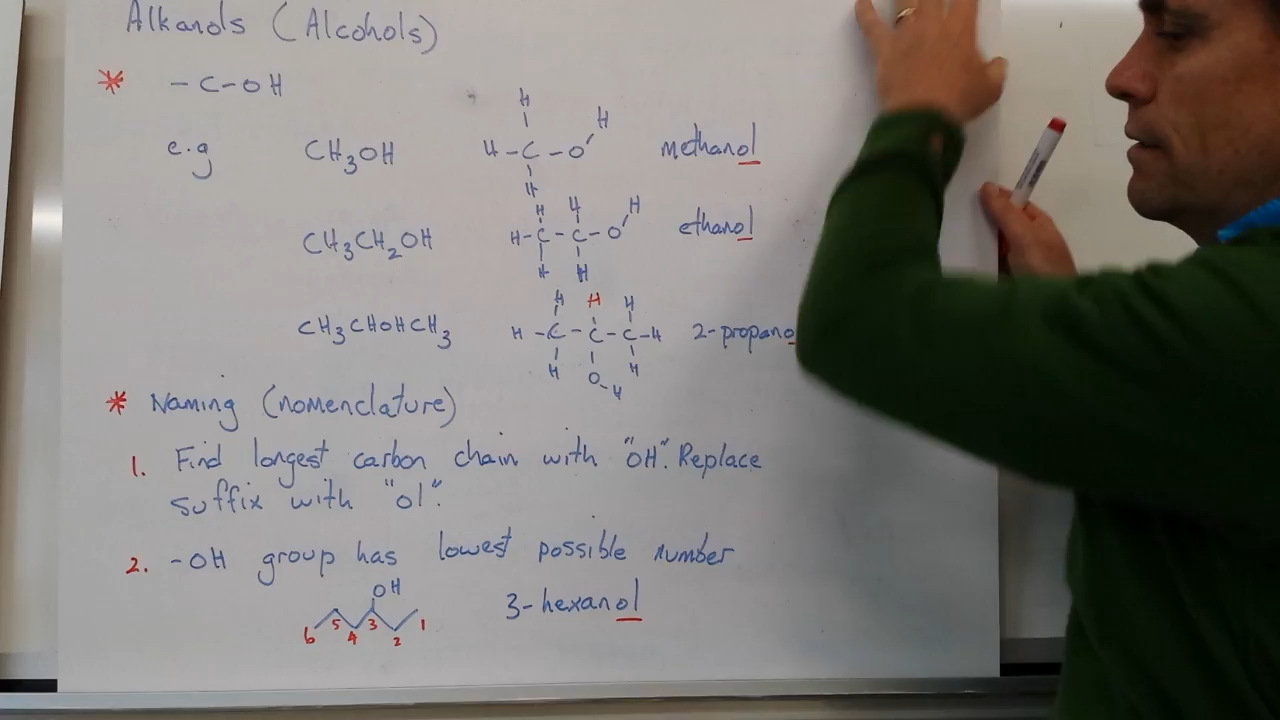 Alkanols (Alcohols)
* -C-OH
e.g CH₃OH H-C-O H H H methanol
CH₃CH₂OH H-C-C-O H H H H H ethanol
CH₃CHOHCH₃ H-C-C-C-H H H H H O-H H 2-propano
* Naming (nomenclature)
1. Find longest carbon chain with "OH". Replace
suffix with "ol".
2. -OH group has lowest possible number
OH
6 5 4 3 2 1 3-hexanol